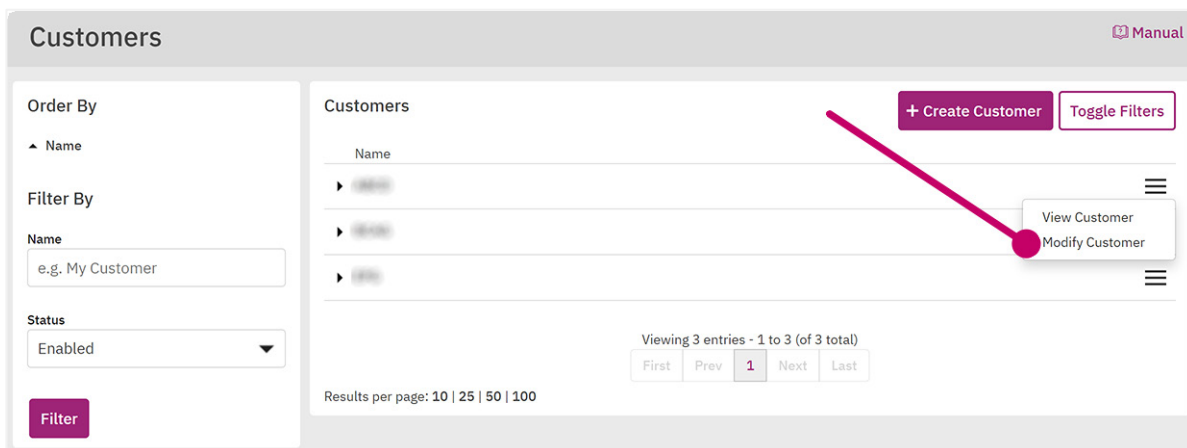 Customers
Manual
Order By
Name
Filter By
Name
e.g. My Customer
Status
Enabled
Filter
Customers
+ Create Customer
Toggle Filters
Name
View Customer
Modify Customer
Viewing 3 entries - 1 to 3 (of 3 total)
First Prev 1 Next Last
Results per page: 10 | 25 | 50 | 100